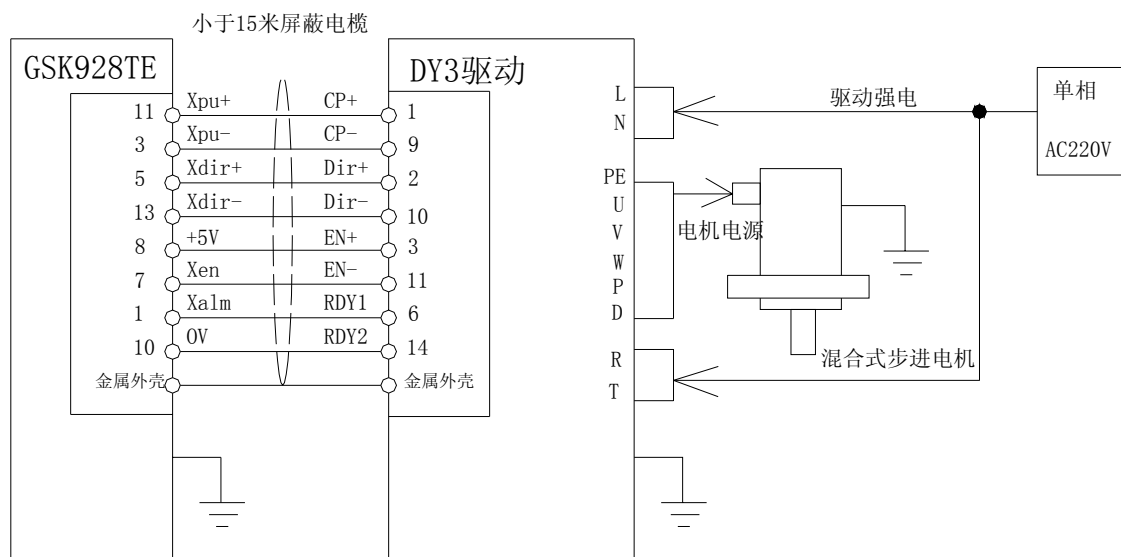 小于15米屏蔽电榄
GSK928TE
DY3驱动
11 Xpu+ CP+ 1
3 Xpu- CP- 9
5 Xdir+ Dir+ 2
13 Xdir- Dir- 10
8 +5V EN+ 3
7 Xen EN- 11
1 Xalm RDY1 6
10 0V RDY2 14
金属外壳 金属外壳
L
N
PE
U
V
W
P
D
R
T
驱动强电
电机电源
混合式步进电机
单相
AC220V